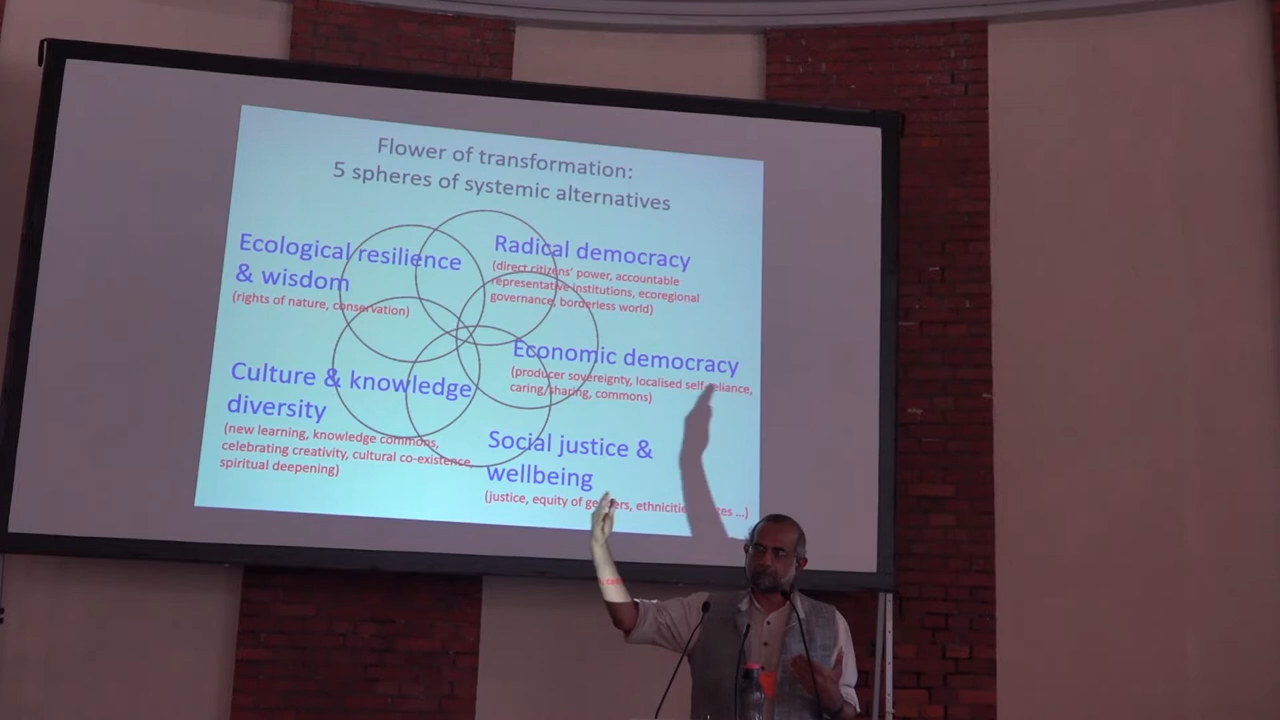 Flower of transformation:
5 spheres of systemic alternatives
Ecological resilience
& wisdom
(rights of nature, conservation)
Radical democracy
(direct citizens' power, accountable
representative institutions, ecoregional
governance, borderless world)
Economic democracy
(producer sovereignty, localised self-reliance,
caring/sharing, commons)
Culture & knowledge
diversity
(new learning, knowledge commons,
celebrating creativity, cultural co-existence,
spiritual deepening)
Social justice &
wellbeing
(justice, equity of genders, ...)